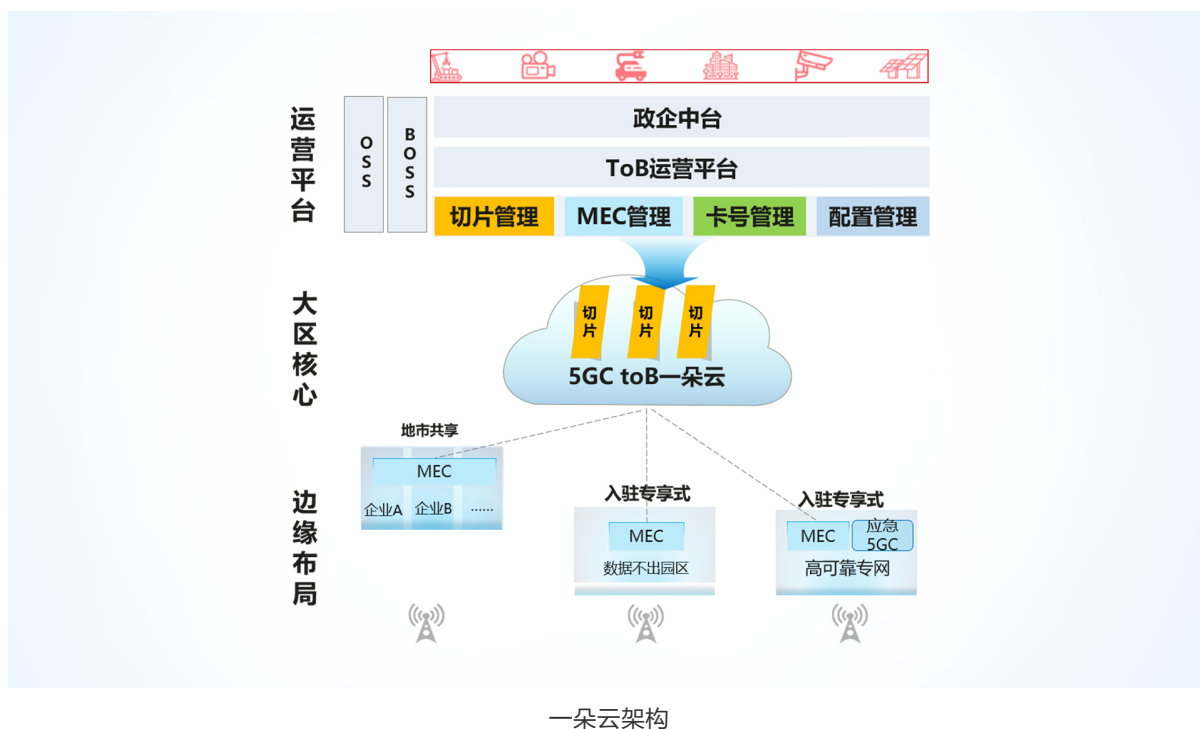 运营平台
OSS
BOSS
政企中台
ToB运营平台
切片管理
MEC管理
卡号管理
配置管理
大区核心
切片
切片
切片
5GC toB一朵云
边缘布局
地市共享
MEC
企业A
企业B
......
入驻专享式
MEC
数据不出园区
入驻专享式
MEC
应急
5GC
高可靠专网
一朵云架构